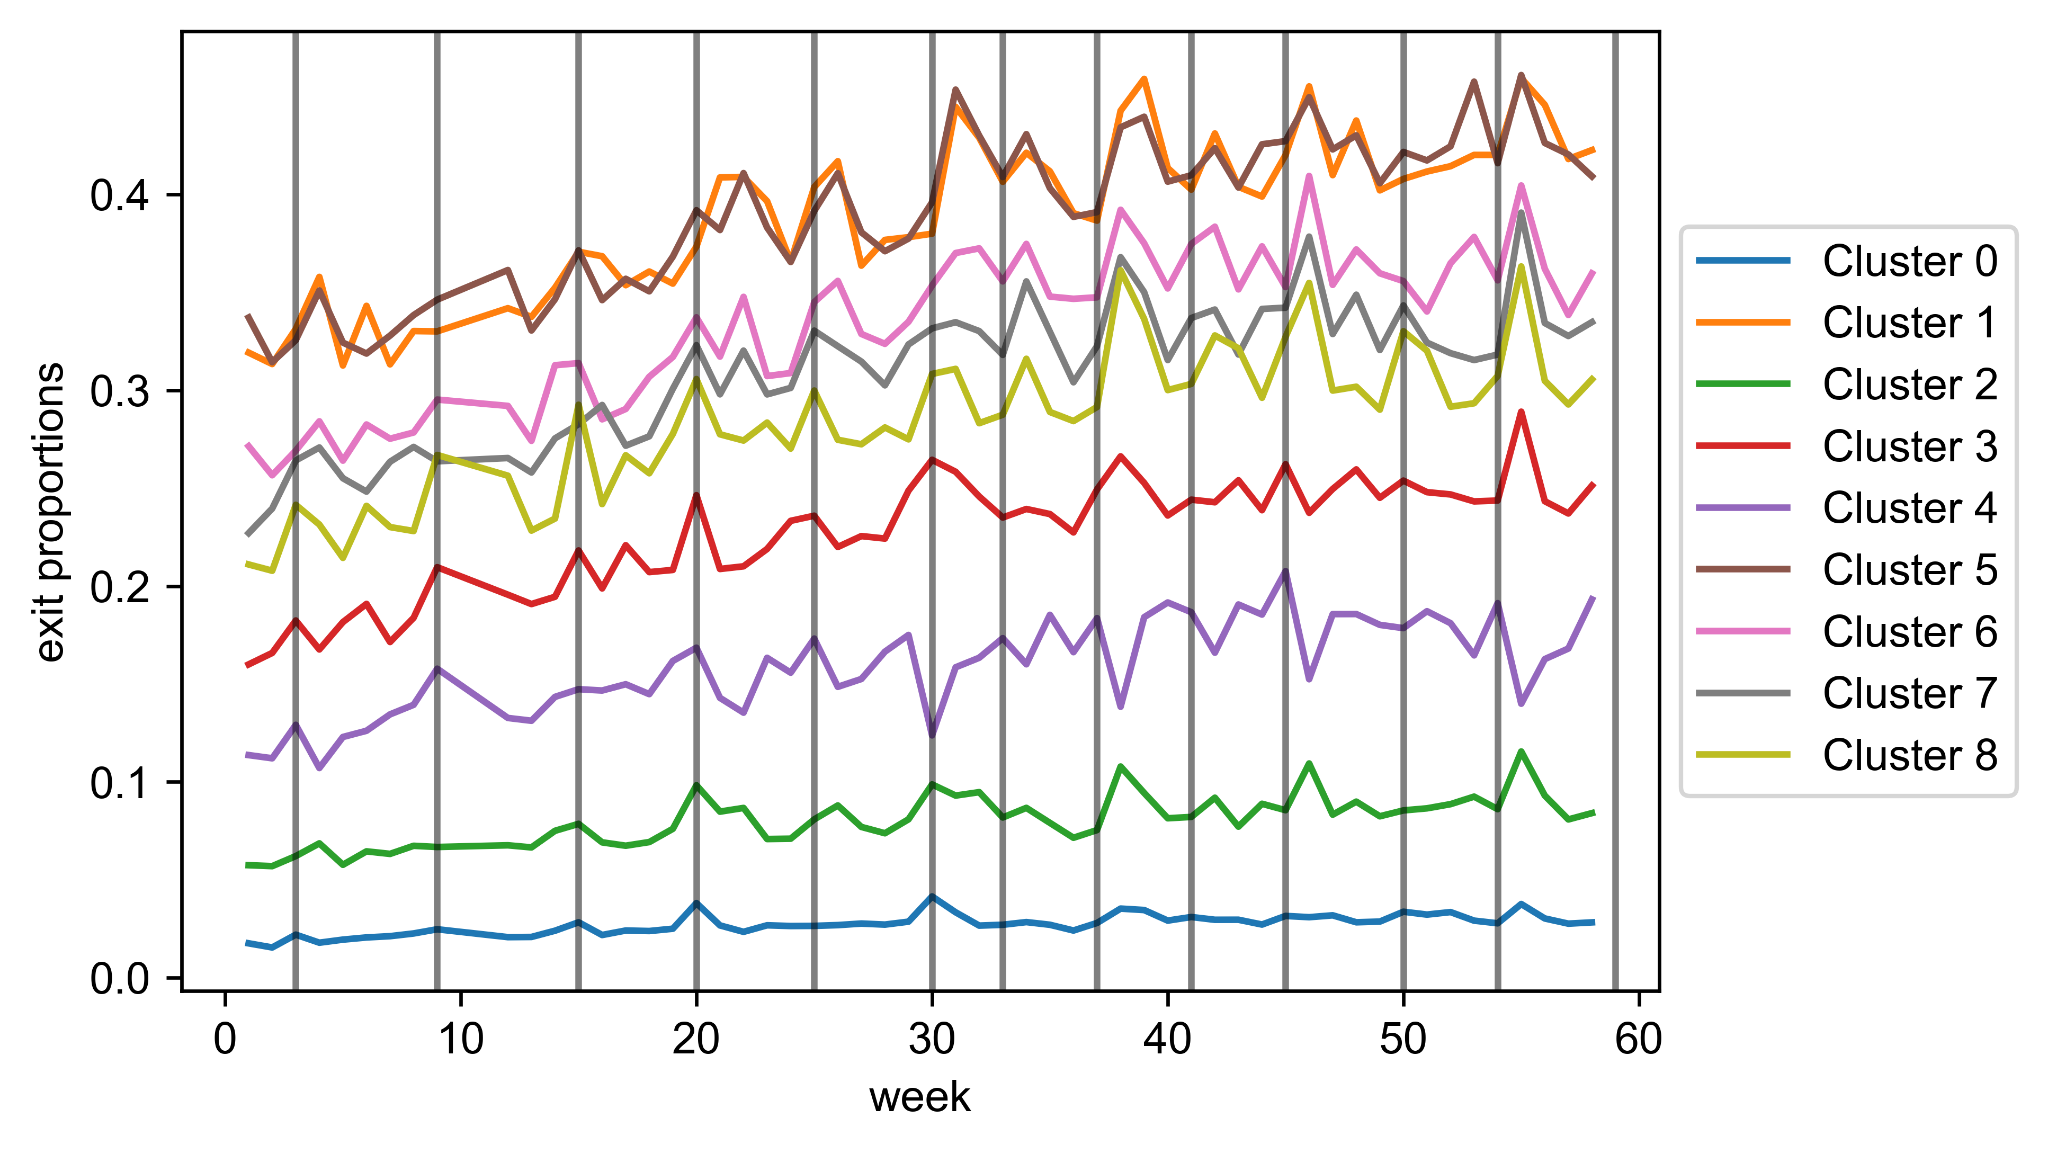 exit proportions
0.4
0.3
0.2
0.1
0.0
0
10
20
30
40
50
60
week
Cluster 0
Cluster 1
Cluster 2
Cluster 3
Cluster 4
Cluster 5
Cluster 6
Cluster 7
Cluster 8